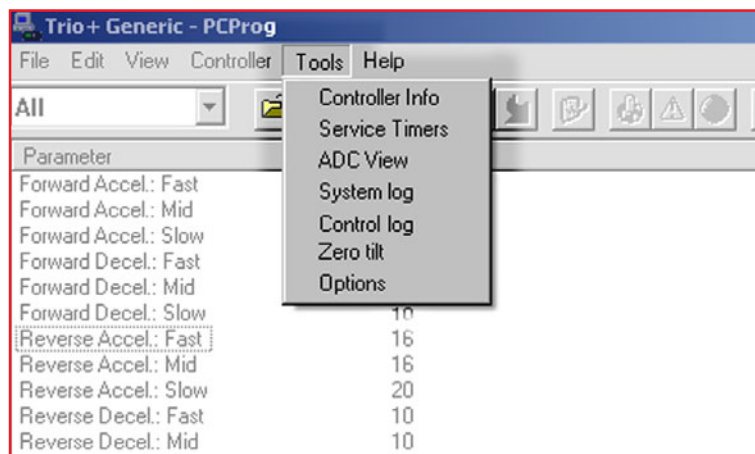 Trio+ Generic - PCProg
File Edit View Controller Tools Help
All
Controller Info
Service Timers
ADC View
System log
Control log
Zero tilt
Options
Parameter
Forward Accel.: Fast
Forward Accel.: Mid
Forward Accel.: Slow
Forward Decel.: Fast
Forward Decel.: Mid
Forward Decel.: Slow 10
Reverse Accel.: Fast 16
Reverse Accel.: Mid 16
Reverse Accel.: Slow 20
Reverse Decel.: Fast 10
Reverse Decel.: Mid 10